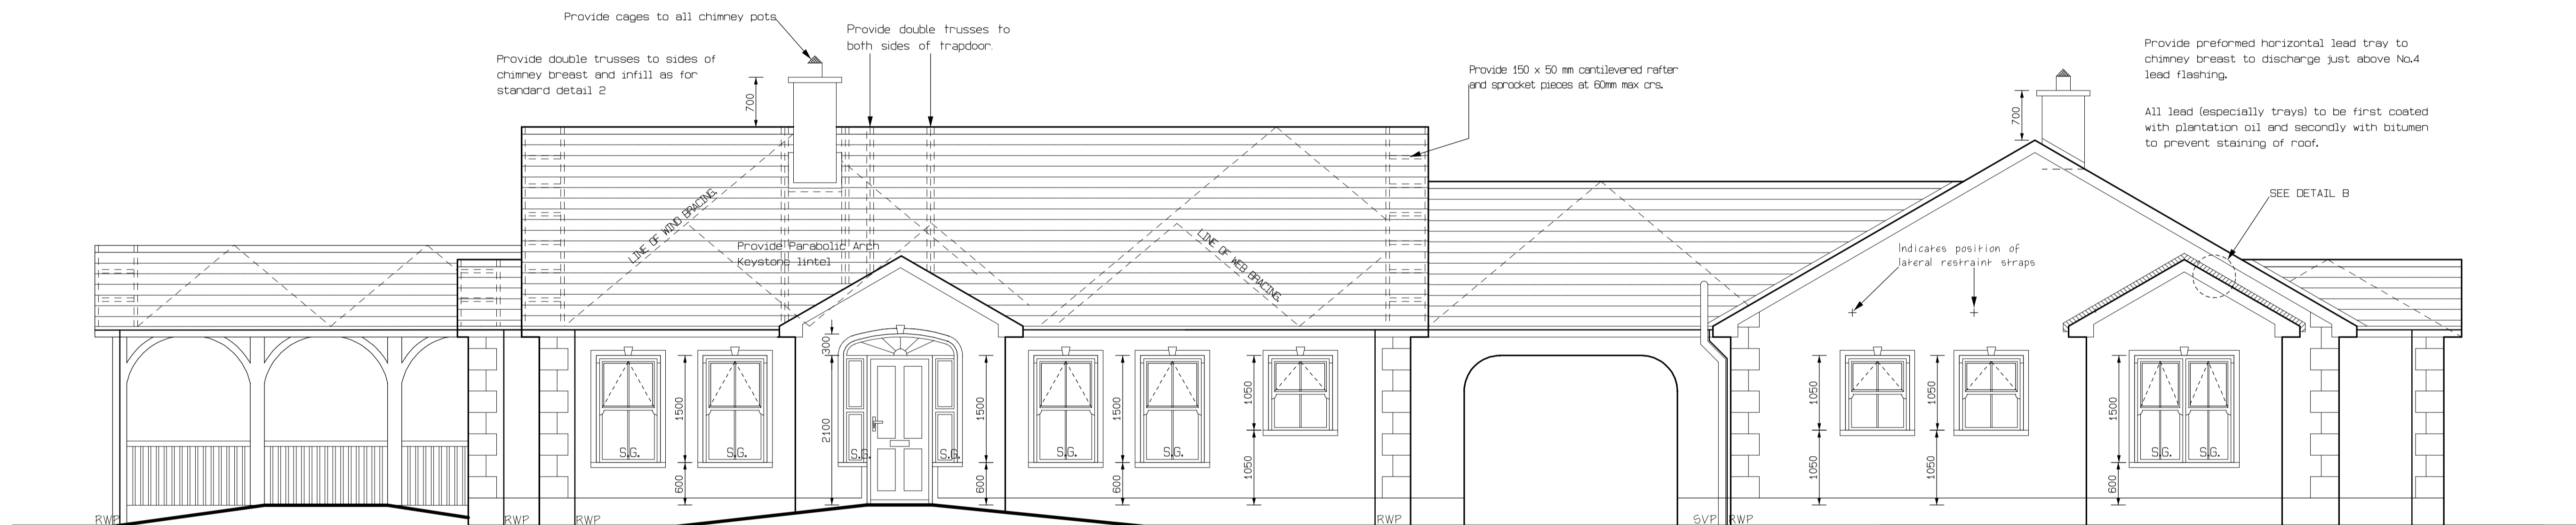 Provide cages to all chimney pots
Provide double trusses to
both sides of trapdoor.
Provide double trusses to sides of
chimney breast and infill as for
standard detail 2
700
Provide 150 x 50 mm cantilevered rafter
and sprocket pieces at 60mm max crs.
Provide preformed horizontal lead tray to
chimney breast to discharge just above No.4
lead flashing.
All lead (especially trays) to be first coated
with plantation oil and secondly with bitumen
to prevent staining of roof.
700
SEE DETAIL B
LINE OF WIND BRACING.
Provide Parabolic Arch
Keystone lintel
LINE OF WEB BRACING.
Indicates position of
lateral restraint straps
300
2100
1500
600
1500
600
1500
600
1050
1050
1050
1050
1050
1050
1500
600
S.G.
S.G.
S.G.
S.G.
S.G.
S.G.
S.G.
S.G.
RWP
RWP
RWP
RWP
SVP
RWP